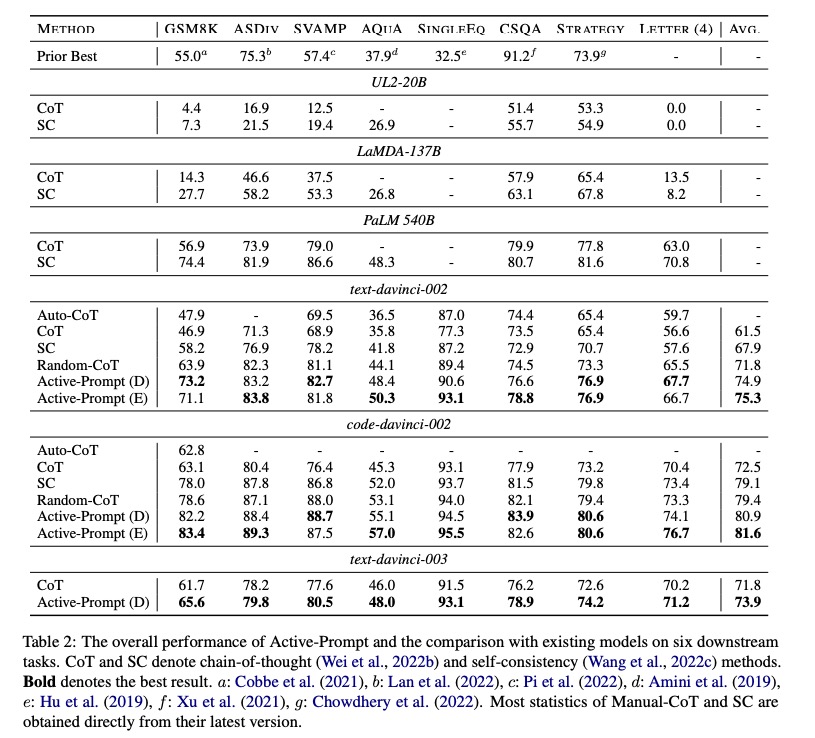 METHOD GSM8K ASDIV SVAMP AQUA SINGLEEQ CSQA STRATEGY LETTER (4) AVG.
Prior Best 55.0a 75.3b 57.4c 37.9d 32.5e 91.2f 73.9g - -
UL2-20B
CoT 4.4 16.9 12.5 - - 51.4 53.3 0.0 -
SC 7.3 21.5 19.4 26.9 - 55.7 54.9 0.0 -
LaMDA-137B
CoT 14.3 46.6 37.5 - - 57.9 65.4 13.5 -
SC 27.7 58.2 53.3 26.8 - 63.1 67.8 8.2 -
PaLM 540B
CoT 56.9 73.9 79.0 - - 79.9 77.8 63.0 -
SC 74.4 81.9 86.6 48.3 - 80.7 81.6 70.8 -
text-davinci-002
Auto-CoT 47.9 - 69.5 36.5 87.0 74.4 65.4 59.7 -
CoT 46.9 71.3 68.9 35.8 77.3 73.5 65.4 56.6 61.5
SC 58.2 76.9 78.2 41.8 87.2 72.9 70.7 57.6 67.9
Random-CoT 63.9 82.3 81.1 44.1 89.4 74.5 73.3 65.5 71.8
Active-Prompt (D) 73.2 83.2 82.7 48.4 90.6 76.6 76.9 67.7 74.9
Active-Prompt (E) 71.1 83.8 81.8 50.3 93.1 78.8 76.9 66.7 75.3
code-davinci-002
Auto-CoT 62.8 - - - - - - - -
CoT 63.1 80.4 76.4 45.3 93.1 77.9 73.2 70.4 72.5
SC 78.0 87.8 86.8 52.0 93.7 81.5 79.8 73.4 79.1
Random-CoT 78.6 87.1 88.0 53.1 94.0 82.1 79.4 73.3 79.4
Active-Prompt (D) 82.2 88.4 88.7 55.1 94.5 83.9 80.6 74.1 80.9
Active-Prompt (E) 83.4 89.3 87.5 57.0 95.5 82.6 80.6 76.7 81.6
text-davinci-003
CoT 61.7 78.2 77.6 46.0 91.5 76.2 72.6 70.2 71.8
Active-Prompt (D) 65.6 79.8 80.5 48.0 93.1 78.9 74.2 71.2 73.9
Table 2: The overall performance of Active-Prompt and the comparison with existing models on six downstream
tasks. CoT and SC denote chain-of-thought (Wei et al., 2022b) and self-consistency (Wang et al., 2022c) methods.
Bold denotes the best result. a: Cobbe et al. (2021), b: Lan et al. (2022), c: Pi et al. (2022), d: Amini et al. (2019),
e: Hu et al. (2019), f: Xu et al. (2021), g: Chowdhery et al. (2022). Most statistics of Manual-CoT and SC are
obtained directly from their latest version.